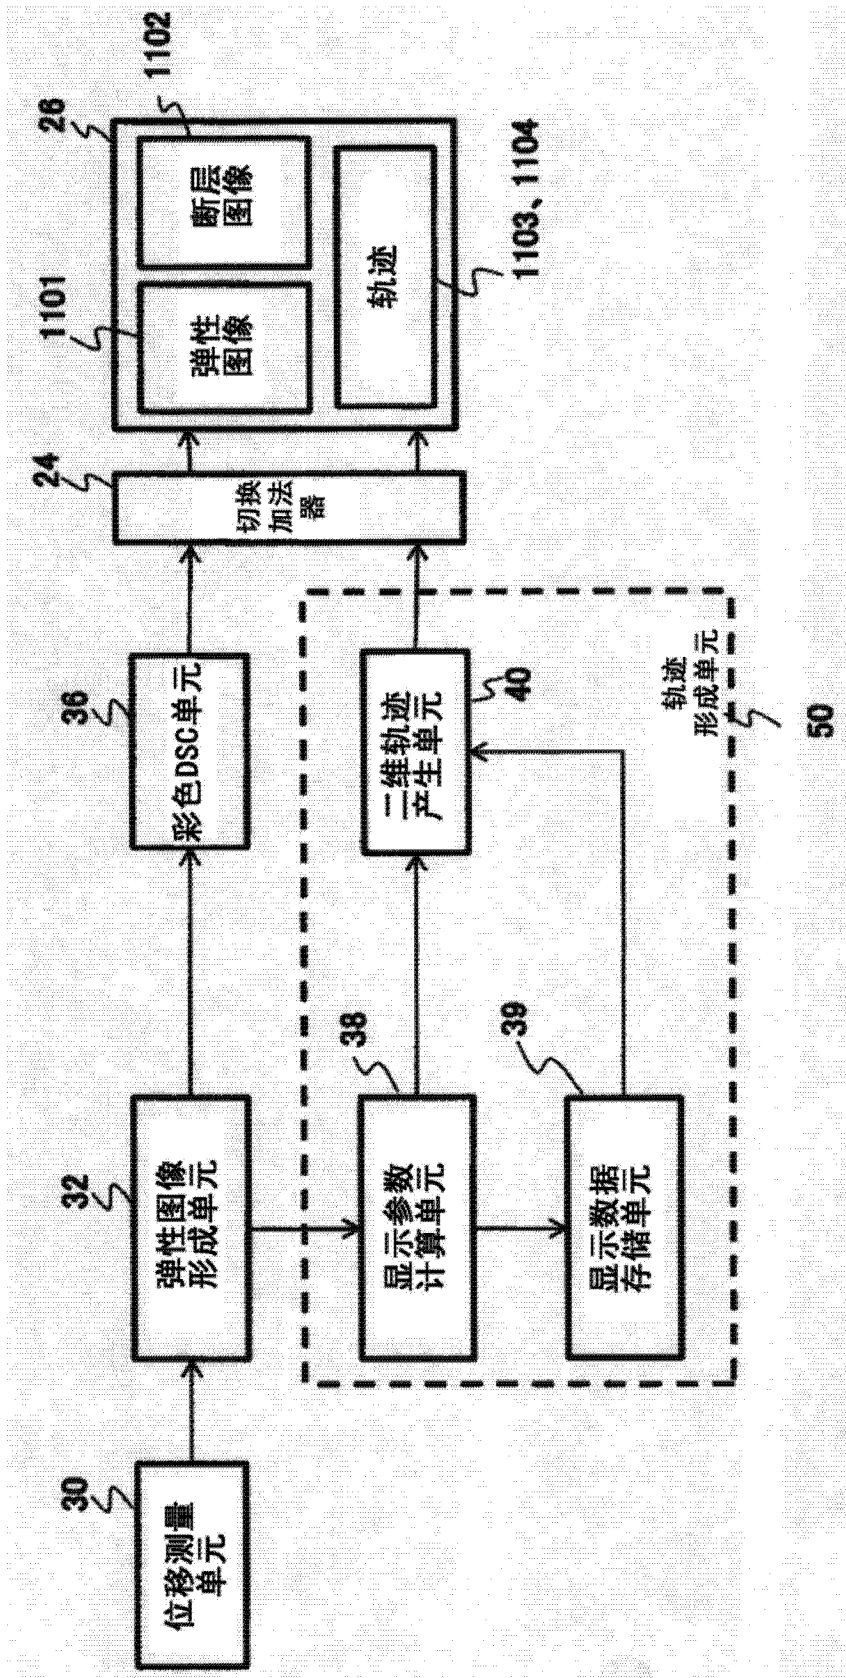 30
位移测量
单元
32
弹性图像
形成单元
36
彩色DSC单元
24
切换
加法
器
26
1101
弹性
图像
1102
断层
图像
轨迹
1103、1104
38
显示参数
计算单元
39
显示数据
存储单元
二维轨迹
产生单元
40
轨迹
形成单元
50